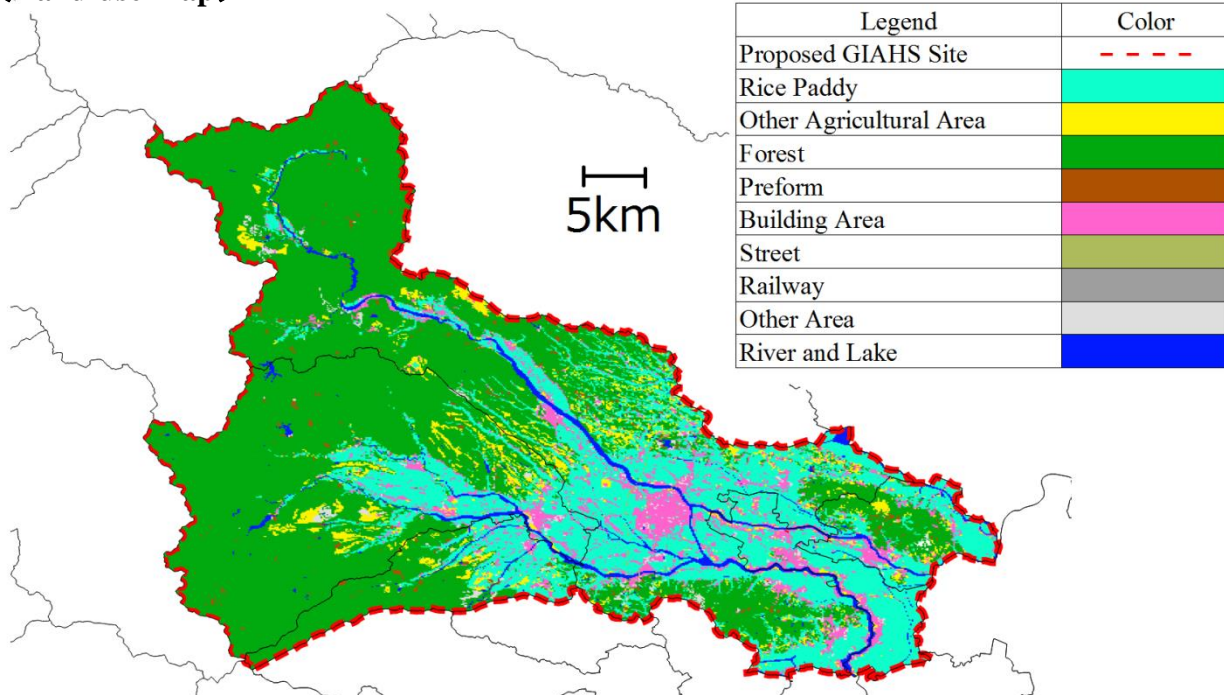 Legend Color
Proposed GIAHS Site
Rice Paddy
Other Agricultural Area
Forest
Preform
Building Area
Street
Railway
Other Area
River and Lake
5km